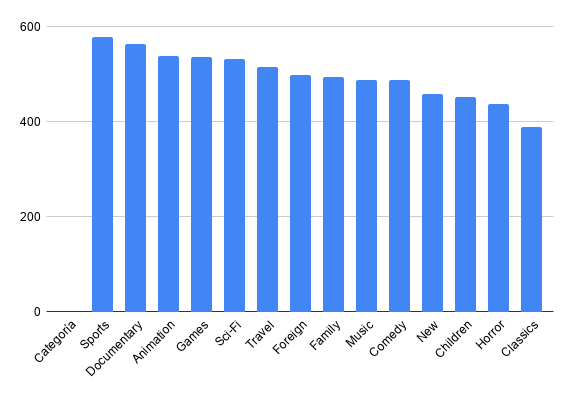 600
400
200
0
Categoria
Sports
Documentary
Animation
Games
Sci-Fi
Travel
Foreign
Family
Music
Comedy
New
Children
Horror
Classics